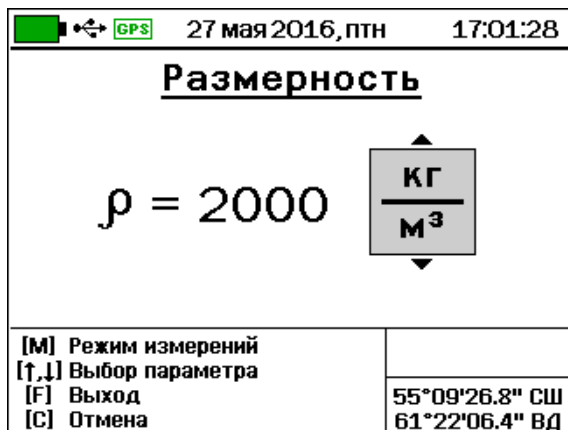 GPS 27 мая 2016, птн 17:01:28
Размерность
ρ = 2000 кг/м³
[М] Режим измерений
[↑,↓] Выбор параметра
[F] Выход
[C] Отмена
55°09'26.8" СШ
61°22'06.4" ВД